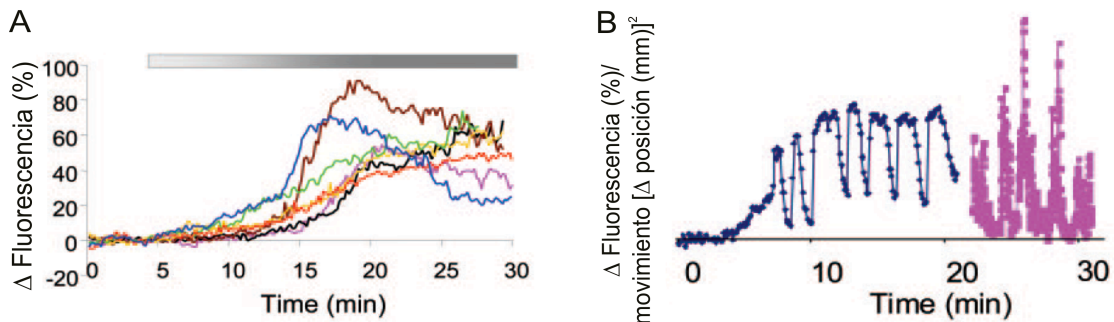 A
Δ Fluorescencia (%)
100
80
60
40
20
0
-20
0 5 10 15 20 25 30
Time (min)
B
Δ Fluorescencia (%)/
movimiento [Δ posición (mm)]²
0 10 20 30
Time (min)